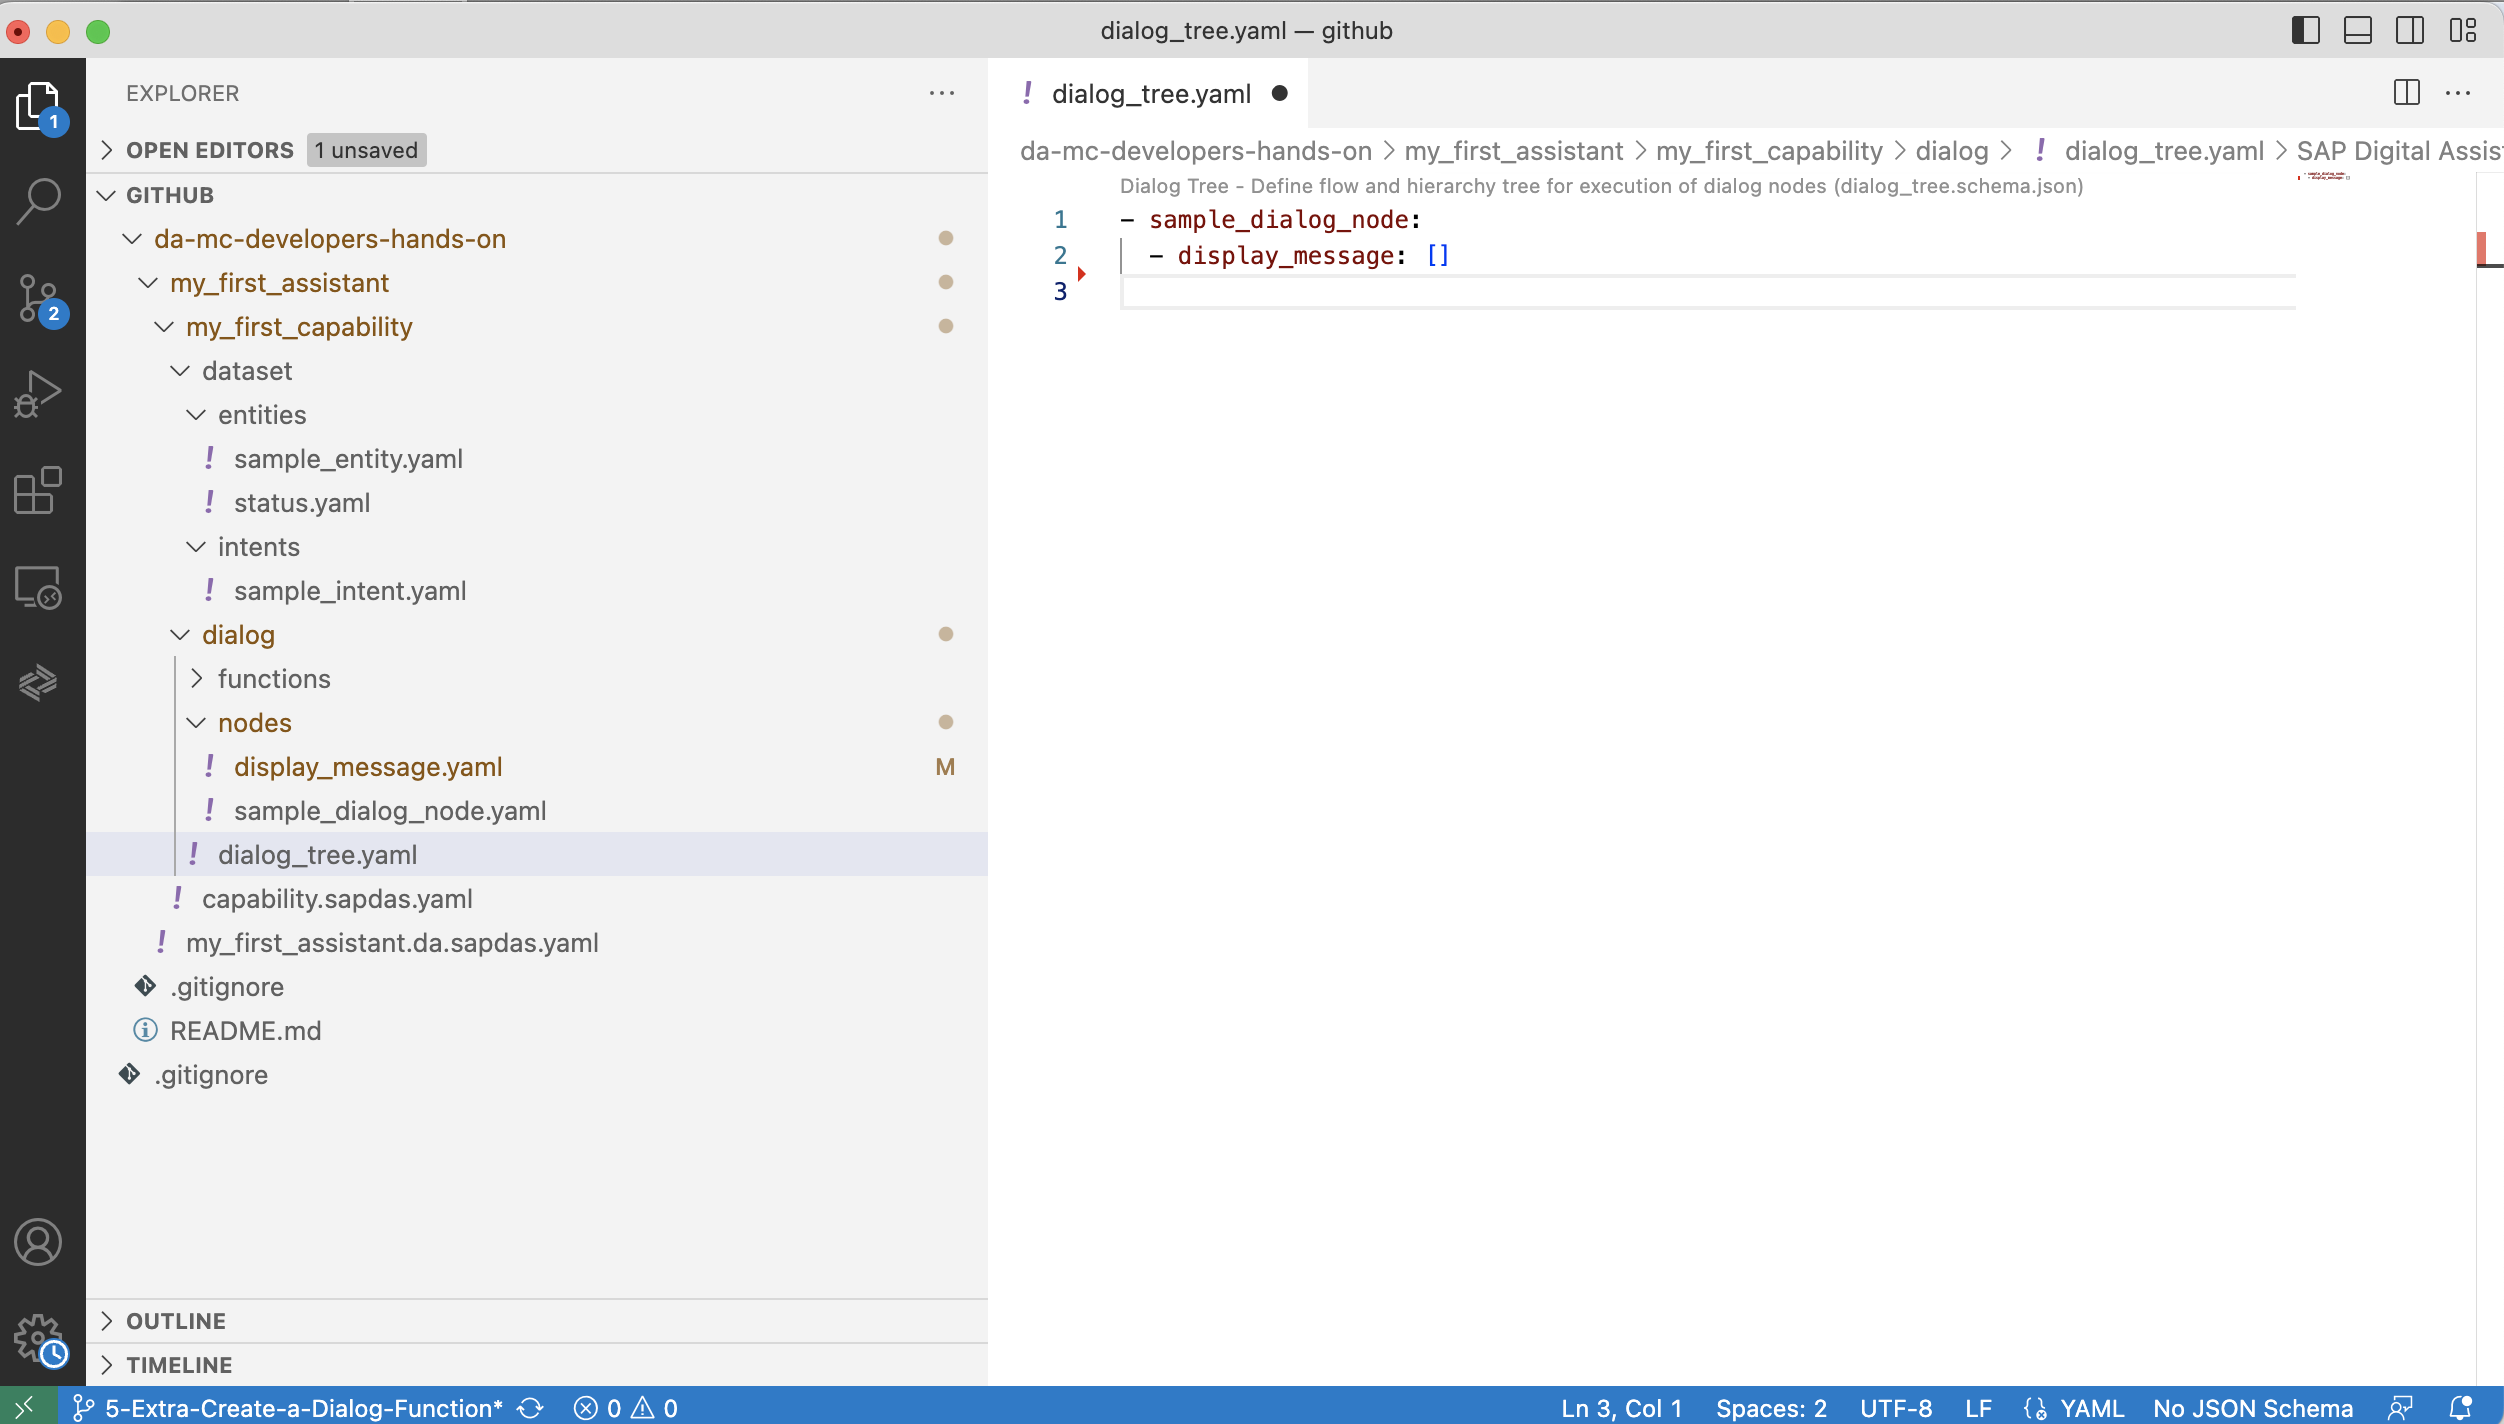 dialog_tree.yaml — github
EXPLORER
OPEN EDITORS 1 unsaved
GITHUB
da-mc-developers-hands-on
my_first_assistant
my_first_capability
dataset
entities
! sample_entity.yaml
! status.yaml
intents
! sample_intent.yaml
dialog
functions
nodes
! display_message.yaml M
! sample_dialog_node.yaml
! dialog_tree.yaml
! capability.sapdas.yaml
! my_first_assistant.da.sapdas.yaml
.gitignore
README.md
.gitignore
OUTLINE
TIMELINE
1
2
! dialog_tree.yaml
da-mc-developers-hands-on > my_first_assistant > my_first_capability > dialog > ! dialog_tree.yaml > SAP Digital Assis
Dialog Tree - Define flow and hierarchy tree for execution of dialog nodes (dialog_tree.schema.json)
1 - sample_dialog_node:
2 - display_message: []
3
5-Extra-Create-a-Dialog-Function* 0 0 Ln 3, Col 1 Spaces: 2 UTF-8 LF YAML No JSON Schema